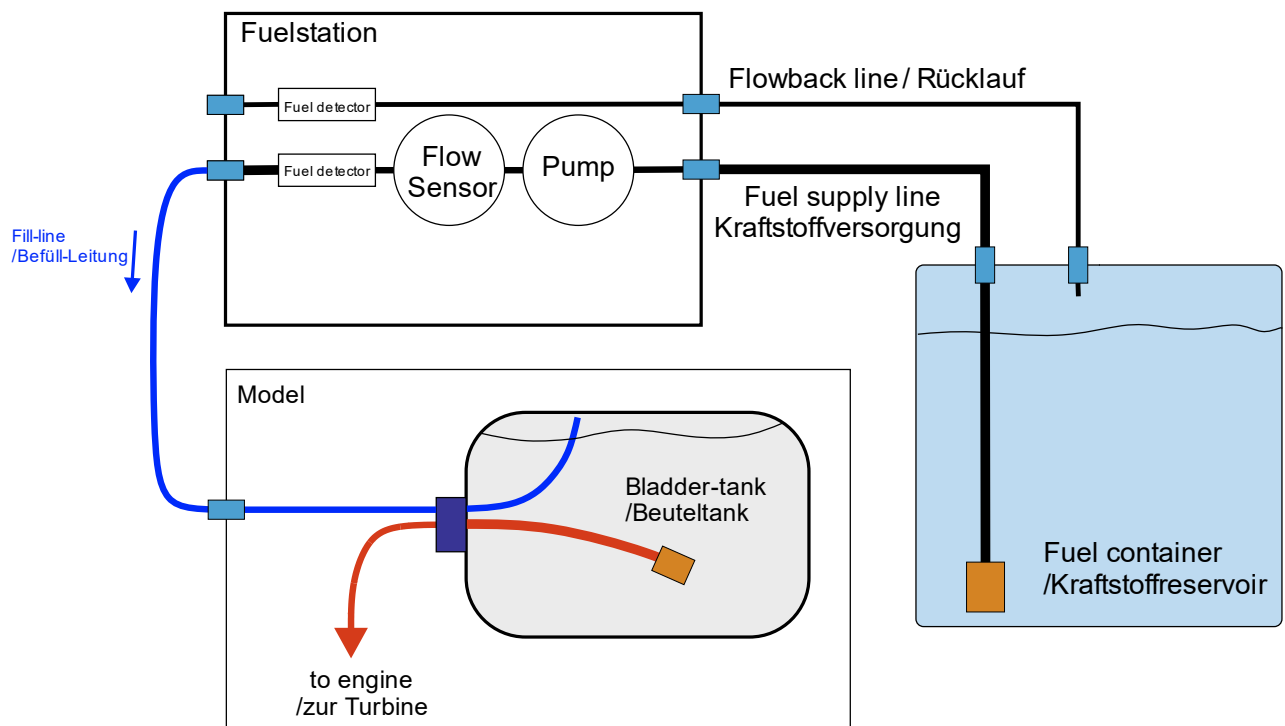 Fuelstation
Flowback line / Rücklauf
Fuel detector
Fuel detector
Flow
Sensor
Pump
Fuel supply line
Kraftstoffversorgung
Fill-line
/Befüll-Leitung
Model
Bladder-tank
/Beuteltank
Fuel container
/Kraftstoffreservoir
to engine
/zur Turbine